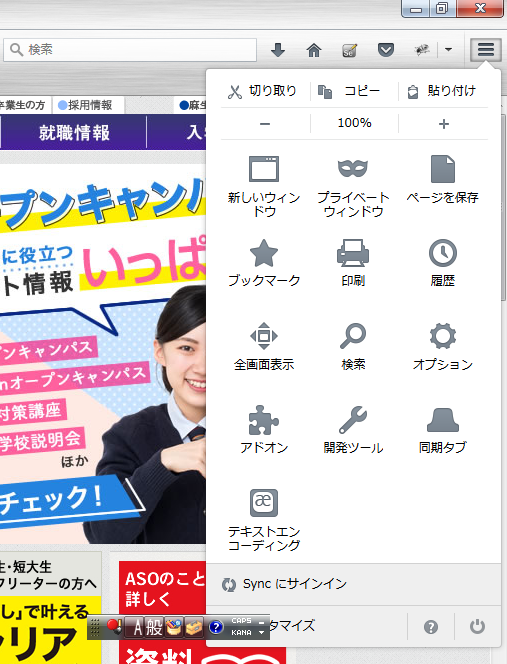 検索
卒業生の方
採用情報
麻生
就職情報
入
プンキャン
に役立つ
ト情報
いっぱ
ンキャンパス
nオープンキャンパス
対策講座
学校説明会
ほか
チェック！
生・短大生
フリーターの方へ
し」で叶える
ャリア
ASOのこと
詳しく
資料
切り取り
コピー
貼り付け
−
100%
+
新しいウィン
ドウ
プライベート
ウィンドウ
ページを保存
ブックマーク
印刷
履歴
全画面表示
検索
オプション
アドオン
開発ツール
同期タブ
æ
テキストエン
コーディング
Sync にサインイン
タマイズ
?
A般
?
CAPS
KANA